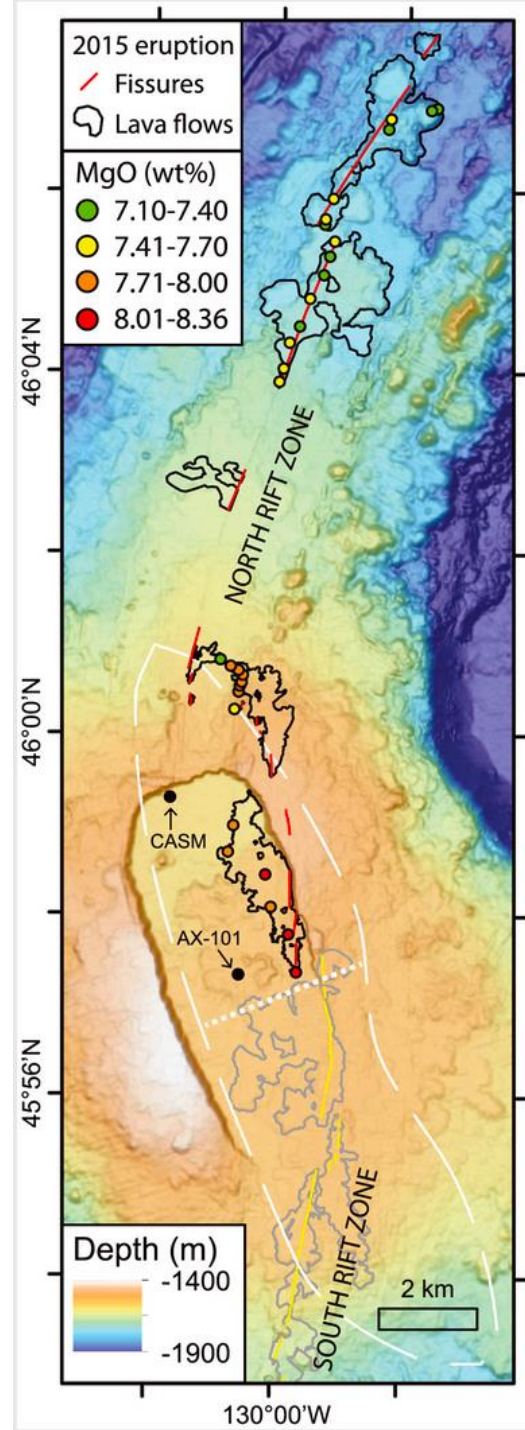 2015 eruption
Fissures
Lava flows
MgO (wt%)
7.10-7.40
7.41-7.70
7.71-8.00
8.01-8.36
46°04'N
NORTH RIFT ZONE
46°00'N
CASM
AX-101
45°56'N
SOUTH RIFT ZONE
Depth (m)
-1400
-1900
2 km
130°00'W